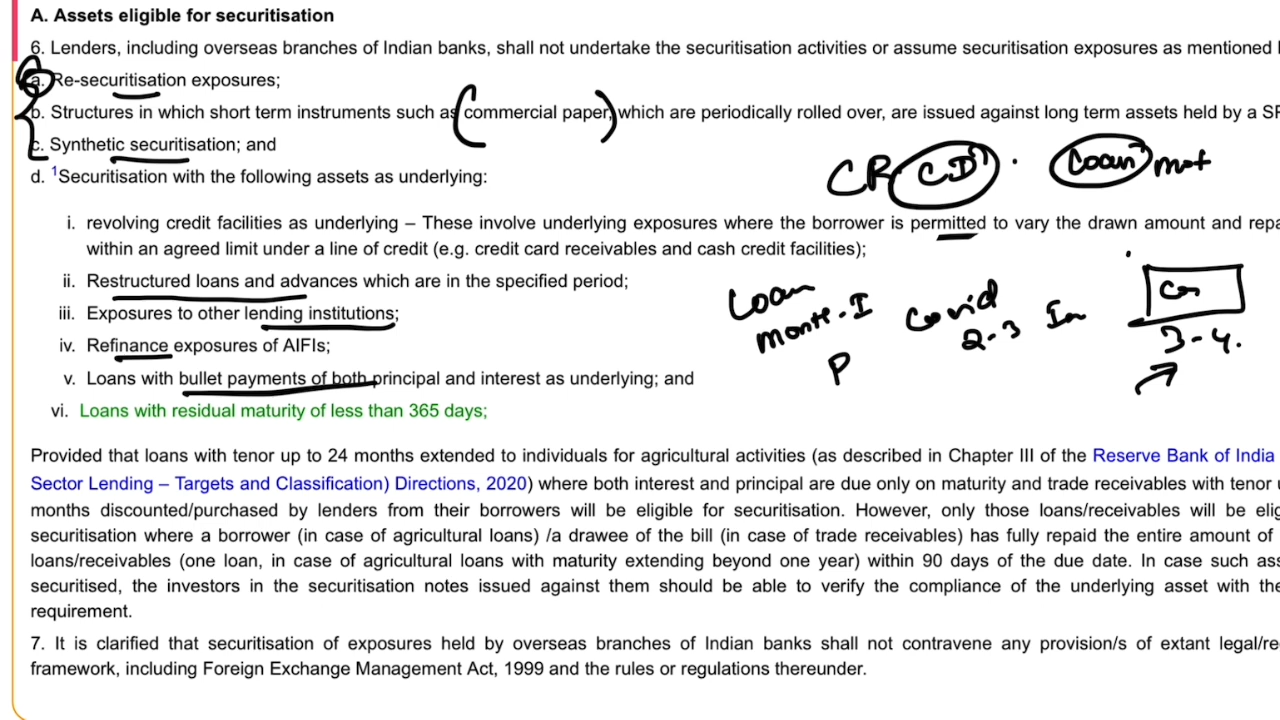 A. Assets eligible for securitisation
6. Lenders, including overseas branches of Indian banks, shall not undertake the securitisation activities or assume securitisation exposures as mentioned
a. Re-securitisation exposures;
b. Structures in which short term instruments such as commercial paper, which are periodically rolled over, are issued against long term assets held by a
c. Synthetic securitisation; and
CR CD Loan
d. 1Securitisation with the following assets as underlying:
i. revolving credit facilities as underlying – These involve underlying exposures where the borrower is permitted to vary the drawn amount and repa
within an agreed limit under a line of credit (e.g. credit card receivables and cash credit facilities);
ii. Restructured loans and advances which are in the specified period;
Loan Covid
iii. Exposures to other lending institutions;
2-3
3-4.
iv. Refinance exposures of AIFIs;
P
v. Loans with bullet payments of both principal and interest as underlying; and
vi. Loans with residual maturity of less than 365 days;
Provided that loans with tenor up to 24 months extended to individuals for agricultural activities (as described in Chapter III of the Reserve Bank of India
Sector Lending – Targets and Classification) Directions, 2020) where both interest and principal are due only on maturity and trade receivables with tenor
months discounted/purchased by lenders from their borrowers will be eligible for securitisation. However, only those loans/receivables will be elig
securitisation where a borrower (in case of agricultural loans) /a drawee of the bill (in case of trade receivables) has fully repaid the entire amount of
loans/receivables (one loan, in case of agricultural loans with maturity extending beyond one year) within 90 days of the due date. In case such ass
securitised, the investors in the securitisation notes issued against them should be able to verify the compliance of the underlying asset with the
requirement.
7. It is clarified that securitisation of exposures held by overseas branches of Indian banks shall not contravene any provision/s of extant legal/re
framework, including Foreign Exchange Management Act, 1999 and the rules or regulations thereunder.